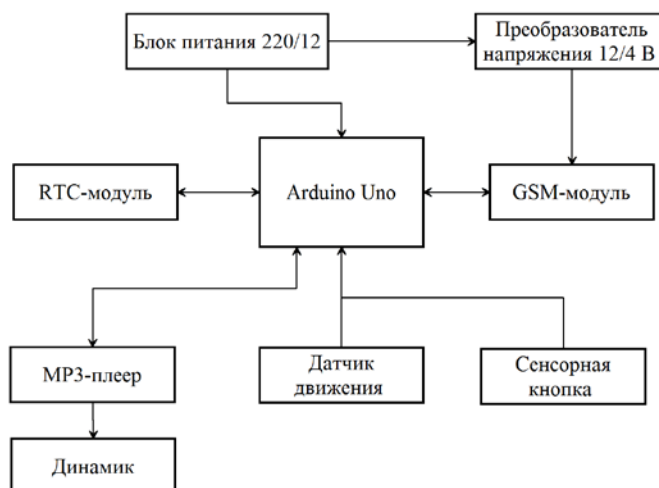 Блок питания 220/12
Преобразователь
напряжения 12/4 В
RTC-модуль
Arduino Uno
GSM-модуль
MP3-плеер
Датчик
движения
Сенсорная
кнопка
Динамик